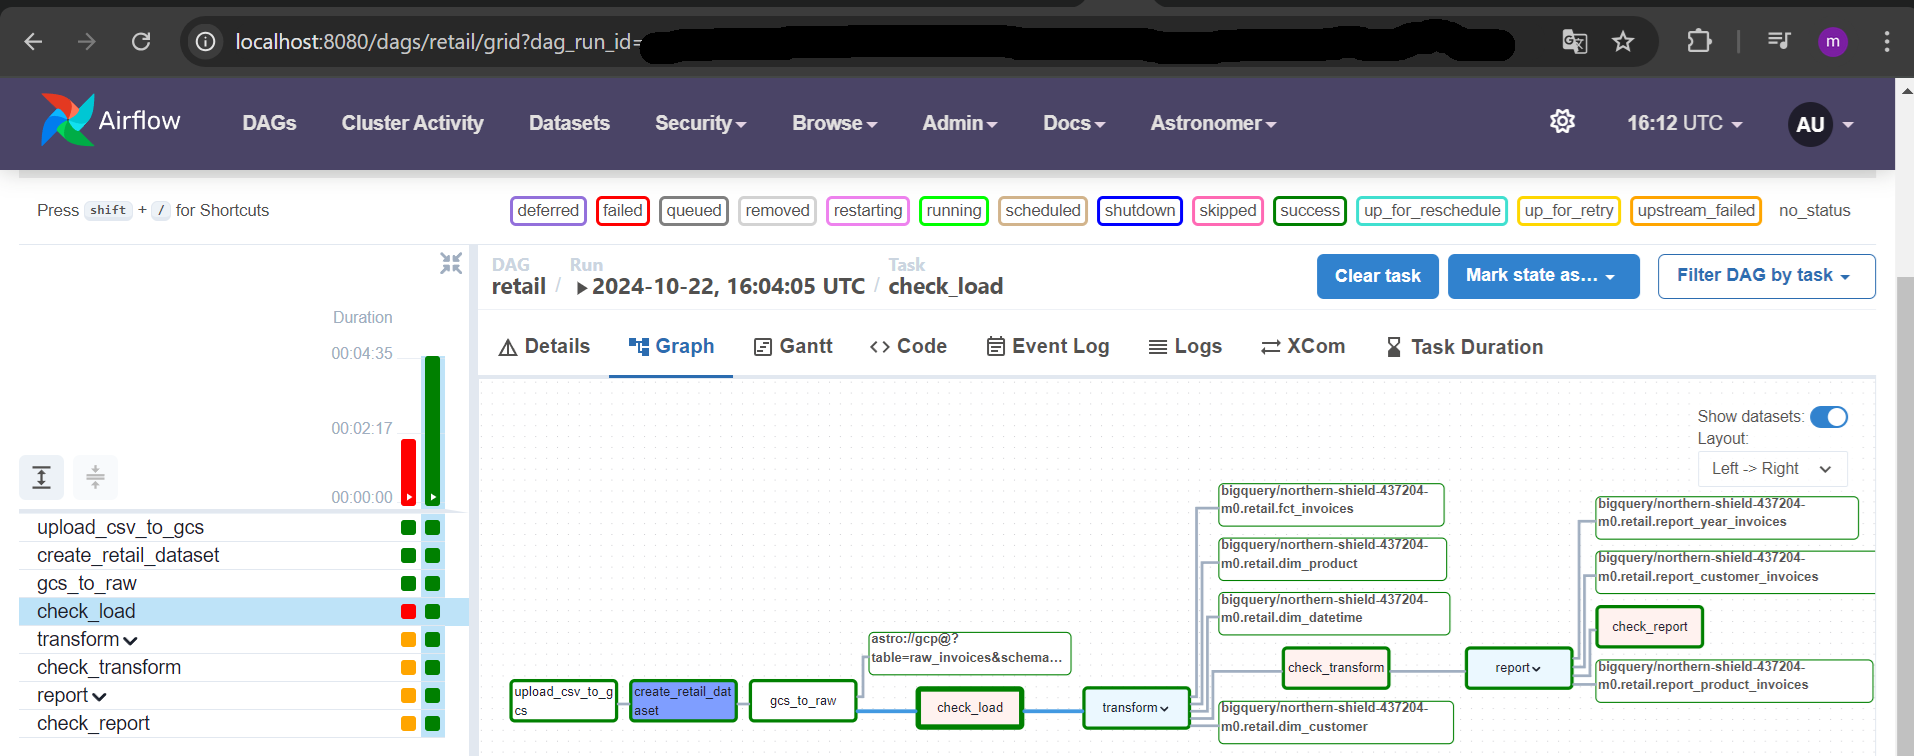 localhost:8080/dags/retail/grid?dag_run_id=
m
Airflow
DAGs Cluster Activity Datasets Security Browse Admin Docs Astronomer 16:12 UTC AU
Press shift + / for Shortcuts
deferred failed queued removed restarting running scheduled shutdown skipped success up_for_reschedule up_for_retry upstream_failed no_status
DAG Run Task
retail / 2024-10-22, 16:04:05 UTC / check_load
Clear task Mark state as... Filter DAG by task
Duration
00:04:35
00:02:17
00:00:00
upload_csv_to_gcs
create_retail_dataset
gcs_to_raw
check_load
transform
check_transform
report
check_report
Details Graph Gantt Code Event Log Logs XCom Task Duration
Show datasets:
Layout:
Left -> Right
upload_csv_to_g
cs
create_retail_dat
aset
gcs_to_raw
astro://gcp@?
table=raw_invoices&schema...
check_load
transform
bigquery/northern-shield-437204-
m0.retail.fct_invoices
bigquery/northern-shield-437204-
m0.retail.dim_product
bigquery/northern-shield-437204-
m0.retail.dim_datetime
check_transform
bigquery/northern-shield-437204-
m0.retail.dim_customer
report
bigquery/northern-shield-437204-
m0.retail.report_year_invoices
bigquery/northern-shield-437204-
m0.retail.report_customer_invoices
check_report
bigquery/northern-shield-437204-
m0.retail.report_product_invoices